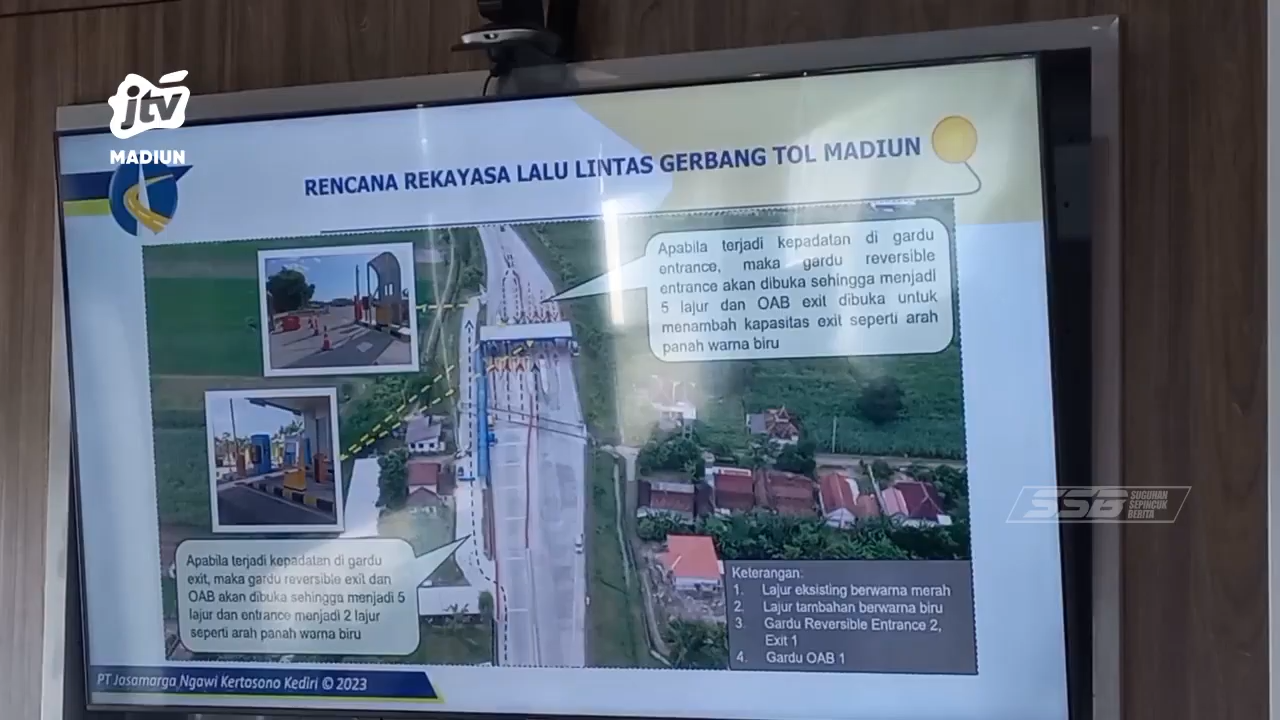 jtv
MADIUN
RENCANA REKAYASA LALU LINTAS GERBANG TOL MADIUN
Apabila terjadi kepadatan di gardu
entrance, maka gardu reversible
entrance akan dibuka sehingga menjadi
5 lajur dan OAB exit dibuka untuk
menambah kapasitas exit seperti arah
panah warna biru
SSB SUGUHAN
SEPINCUK
BERITA
Apabila terjadi kepadatan di gardu
exit, maka gardu reversible exit dan
OAB akan dibuka sehingga menjadi 5
lajur dan entrance menjadi 2 lajur
seperti arah panah warna biru
Keterangan:
1. Lajur eksisting berwarna merah
2. Lajur tambahan berwarna biru
3. Gardu Reversible Entrance 2,
Exit 1
4. Gardu OAB 1
PT Jasamarga Ngawi Kertosono Kediri © 2023